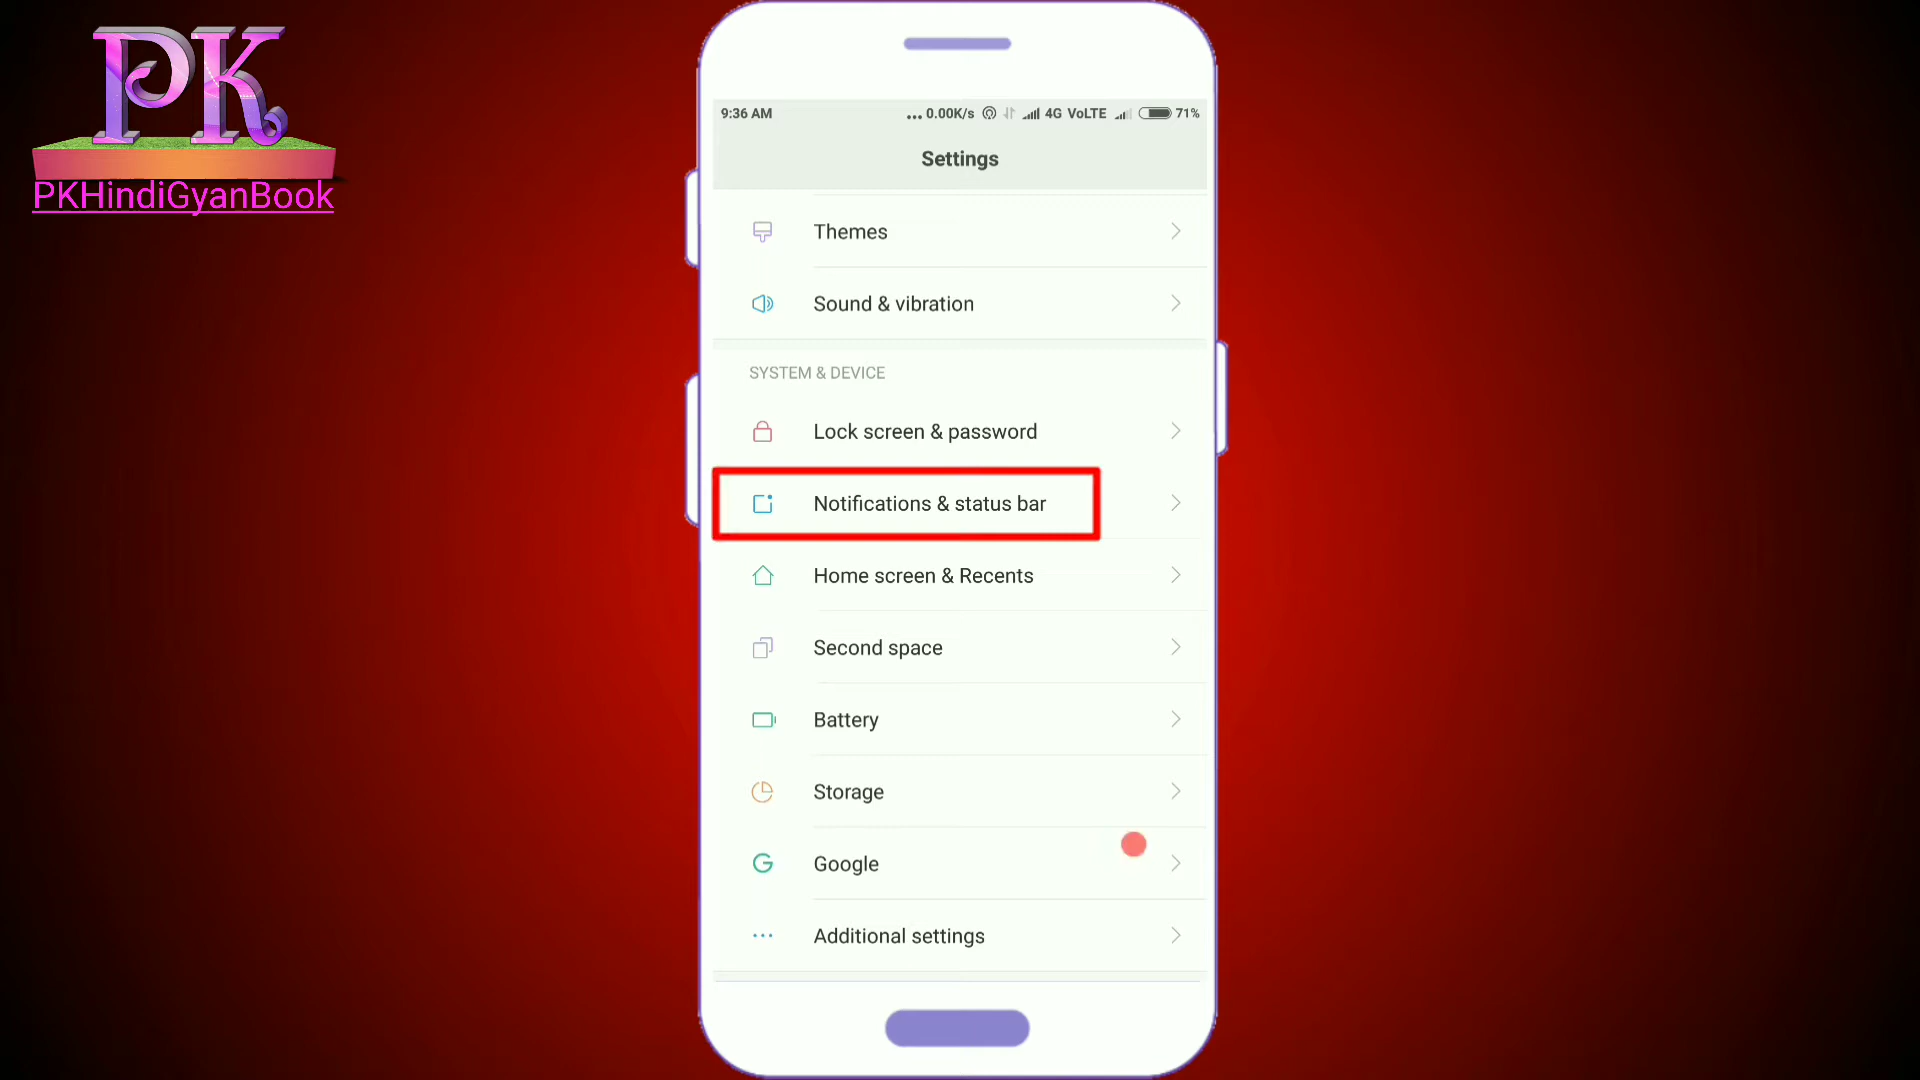 PK
PKHindiGyanBook
9:36 AM ... 0.00K/s 4G VoLTE 71%
Settings
Themes
Sound & vibration
SYSTEM & DEVICE
Lock screen & password
Notifications & status bar
Home screen & Recents
Second space
Battery
Storage
Google
Additional settings